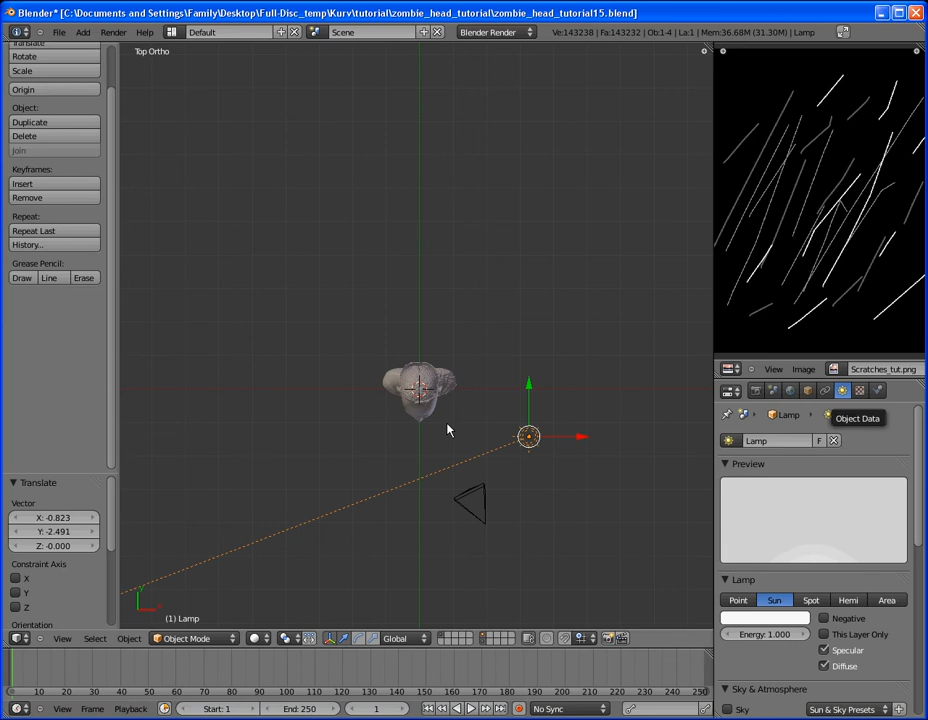 Blender* [C:\Documents and Settings\Family\Desktop\Full-Disc_temp\Kurv\tutorial\zombie_head_tutorial\zombie_head_tutorial15.blend]
File Add Render Help Default Scene Blender Render Ve:143238 | Fa:143232 | Ob:1-4 | La:1 | Mem:36.68M (31.30M) | Lamp
Translate
Rotate
Scale
Origin
Object:
Duplicate
Delete
Join
Keyframes:
Insert
Remove
Repeat:
Repeat Last
History...
Grease Pencil:
Draw Line Erase
Translate
Vector
X: -0.823
Y: -2.491
Z: -0.000
Constraint Axis
X
Y
Z
Orientation
Top Ortho
(1) Lamp
View Select Object Object Mode Global
View Image Scratches_tut.png
Lamp
Object Data
Lamp F
Preview
Lamp
Point Sun Spot Hemi Area
Negative
Energy: 1.000 This Layer Only
Specular
Diffuse
Sky & Atmosphere
Sky Sun & Sky Presets
10 20 30 40 50 60 70 80 90 100 110 120 130 140 150 160 170 180 190 200 210 220 230 240 250
View Frame Playback Start: 1 End: 250 1 No Sync